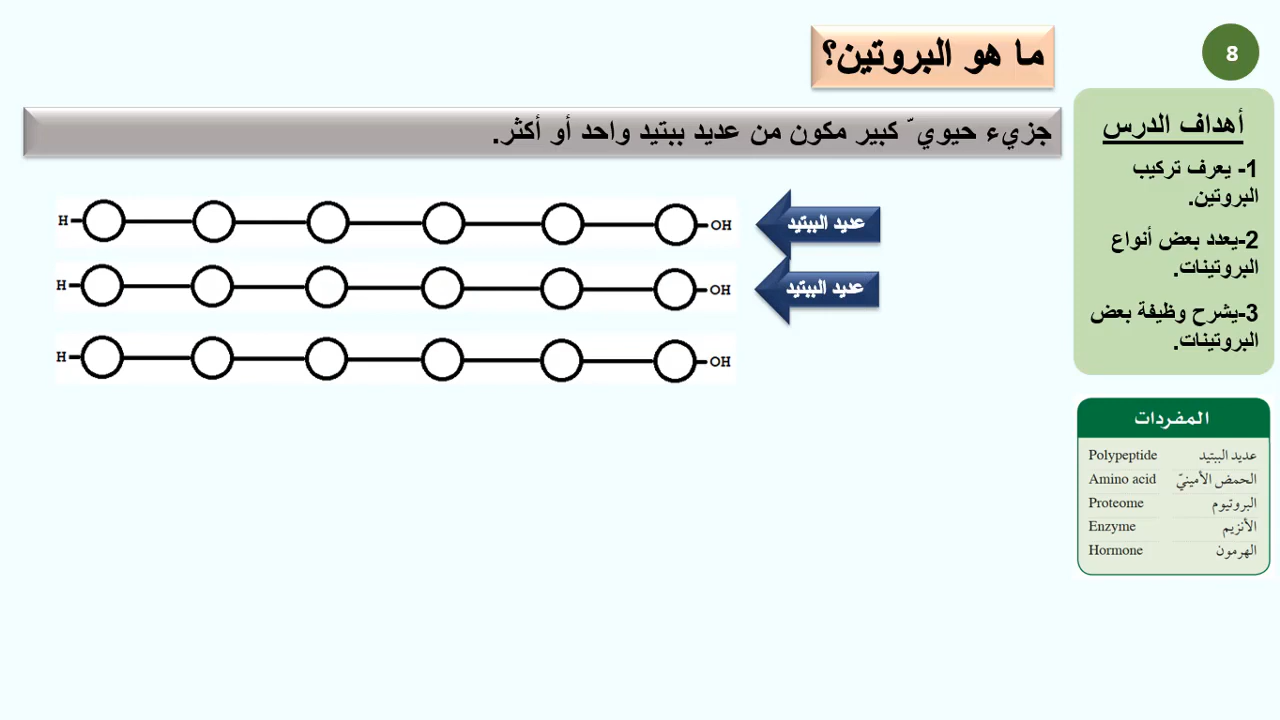 8
ما هو البروتين؟
جزيء حيويّ كبير مكون من عديد ببتيد واحد أو أكثر.
H OH
عديد الببتيد
H OH
عديد الببتيد
H OH
أهداف الدرس
1- يعرف تركيب
البروتين.
2-يعدد بعض أنواع
البروتينات.
3-يشرح وظيفة بعض
البروتينات.
المفردات
عديد الببتيد Polypeptide
الحمض الأمينيّ Amino acid
البروتيوم Proteome
الأنزيم Enzyme
الهرمون Hormone